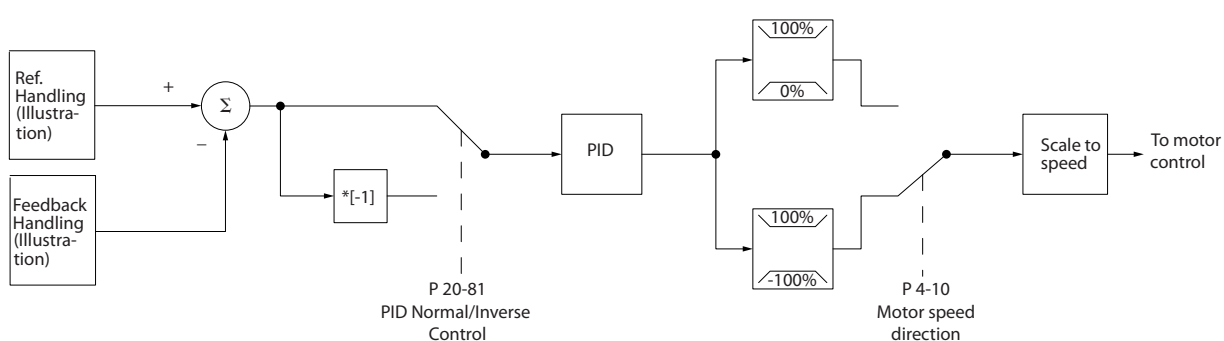 Ref.
Handling
(Illustra-
tion)
+
Σ
–
Feedback
Handling
(Illustra-
tion)
*[-1]
P 20-81
PID Normal/Inverse
Control
PID
100%
0%
100%
-100%
P 4-10
Motor speed
direction
Scale to
speed
To motor
control